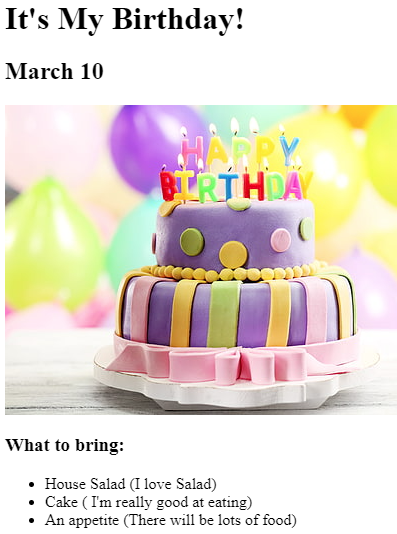 It's My Birthday!
March 10
HAPPY
BIRTHDAY
What to bring:
House Salad (I love Salad)
Cake ( I'm really good at eating)
An appetite (There will be lots of food)